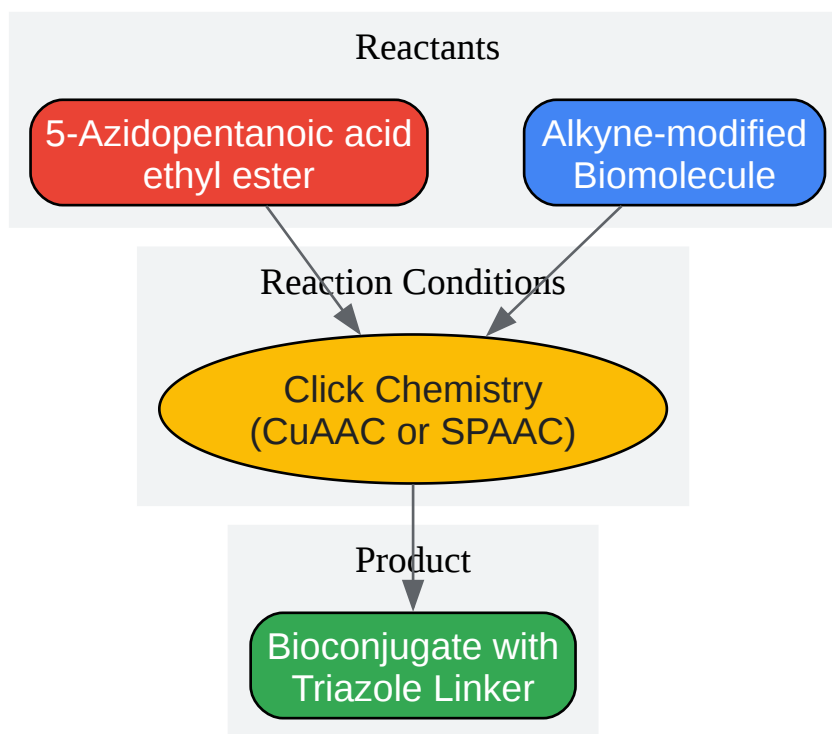 Reactants
5-Azidopentanoic acid
ethyl ester
Alkyne-modified
Biomolecule
Reaction Conditions
Click Chemistry
(CuAAC or SPAAC)
Product
Bioconjugate with
Triazole Linker